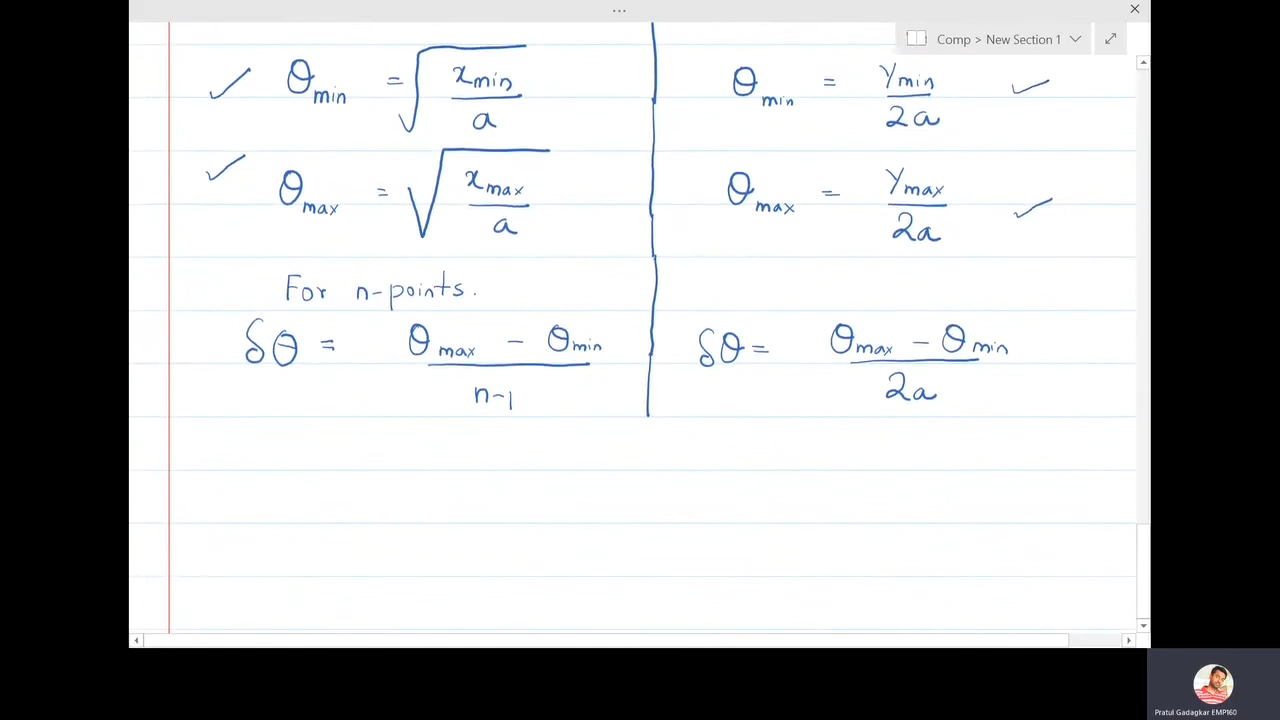 ...
Comp > New Section 1
✓ θmin = √(xmin/a)
✓ θmax = √(xmax/a)
For n-points.
δθ = (θmax − θmin)/(n-1)
θmin = Ymin/2a ✓
θmax = Ymax/2a ✓
δθ = (θmax − θmin)/2a
Pratul Gadagkar EMP160